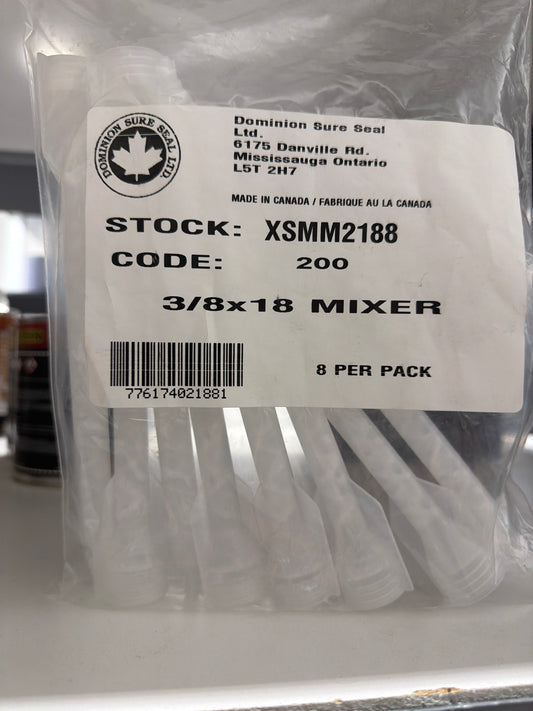 DOMINION SURE SEAL LTD
Dominion Sure Seal
Ltd.
6175 Danville Rd.
Mississauga Ontario
L5T 2H7
MADE IN CANADA / FABRIQUE AU LA CANADA
STOCK: XSMM2188
CODE: 200
3/8x18 MIXER
776174021881
8 PER PACK